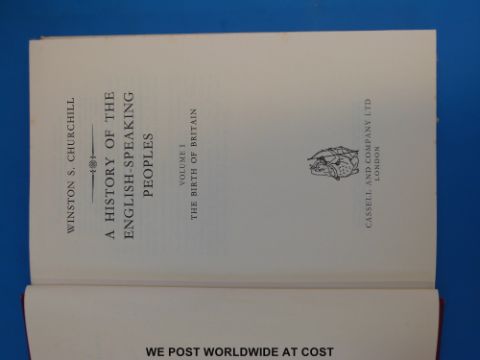 WINSTON S. CHURCHILL
A HISTORY OF THE
ENGLISH-SPEAKING
PEOPLES
VOLUME I
THE BIRTH OF BRITAIN
CASSELL AND COMPANY LTD
LONDON
WE POST WORLDWIDE AT COST